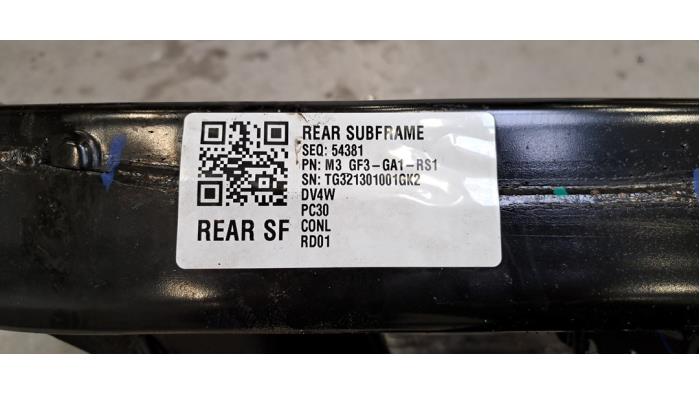 REAR SUBFRAME
SEQ: 54381
PN: M3 GF3-GA1-RS1
SN: TG321301001GK2
DV4W
PC30
CONL
RD01
REAR SF